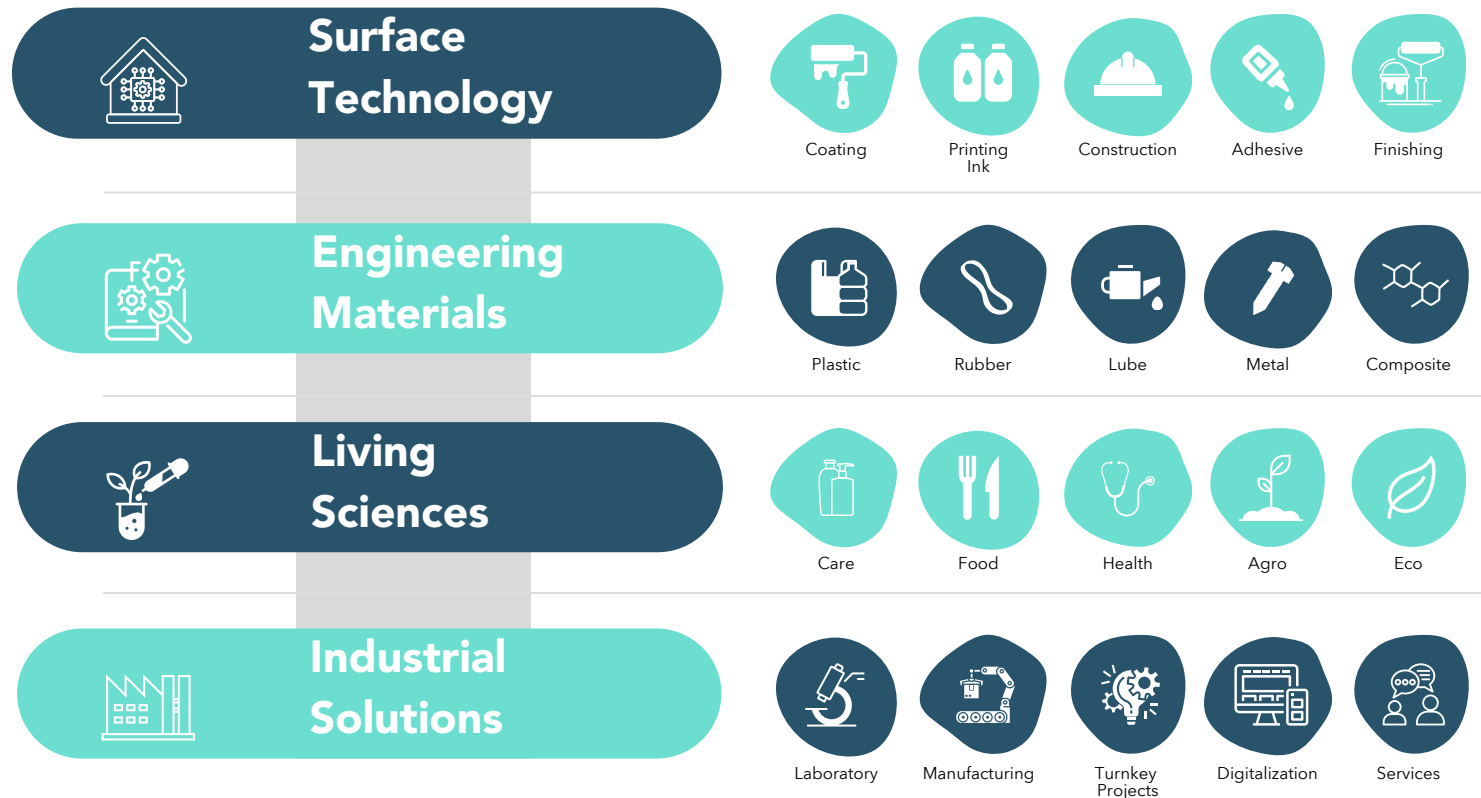 Surface
Technology
Coating
Printing
Ink
Construction
Adhesive
Finishing
Engineering
Materials
Plastic
Rubber
Lube
Metal
Composite
Living
Sciences
Care
Food
Health
Agro
Eco
Industrial
Solutions
Laboratory
Manufacturing
Turnkey
Projects
Digitalization
Services